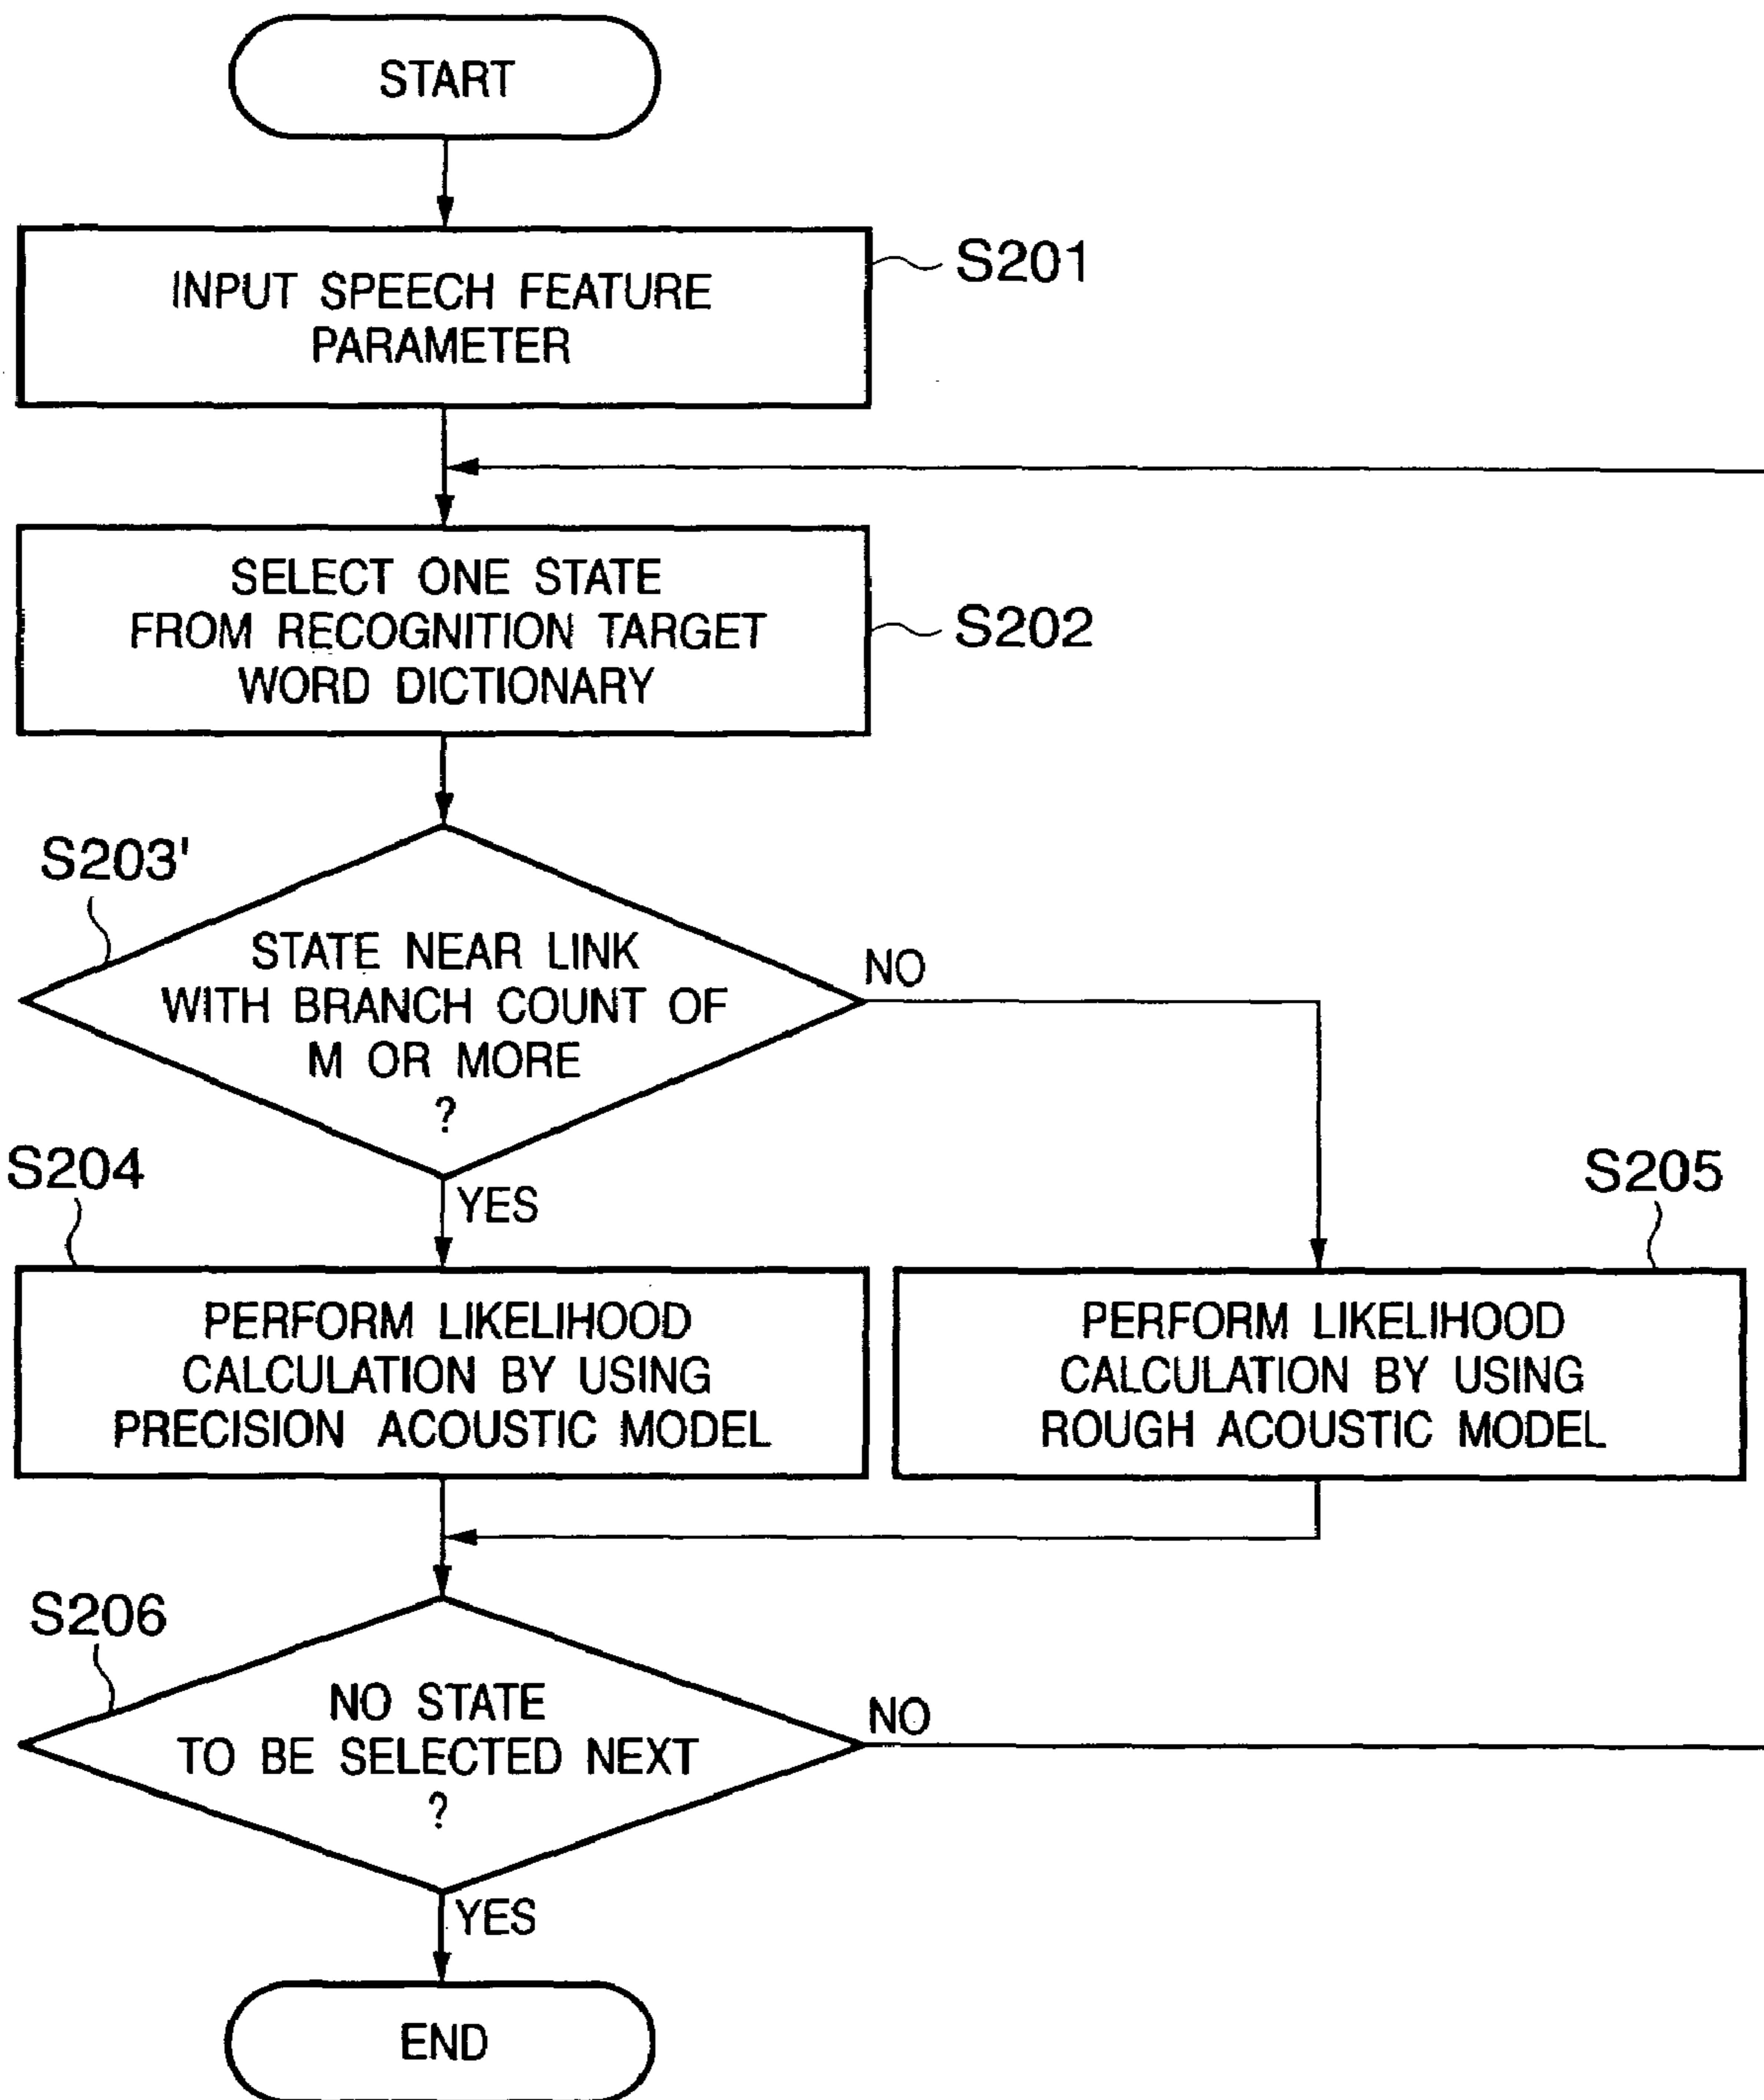 START
INPUT SPEECH FEATURE
PARAMETER
S201
SELECT ONE STATE
FROM RECOGNITION TARGET
WORD DICTIONARY
S202
S203'
STATE NEAR LINK
WITH BRANCH COUNT OF
M OR MORE
?
NO
YES
S204
PERFORM LIKELIHOOD
CALCULATION BY USING
PRECISION ACOUSTIC MODEL
S205
PERFORM LIKELIHOOD
CALCULATION BY USING
ROUGH ACOUSTIC MODEL
S206
NO STATE
TO BE SELECTED NEXT
?
NO
YES
END